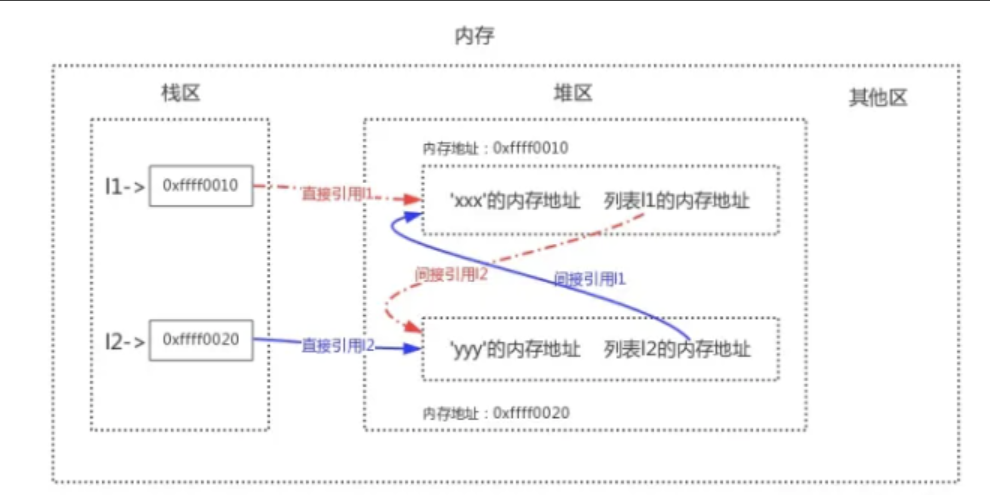 内存
栈区
堆区
其他区
内存地址：0xffff0010
l1-> 0xffff0010
直接引用l1
'xxx'的内存地址 列表l1的内存地址
间接引用l2
间接引用l1
l2-> 0xffff0020
直接引用l2
'yyy'的内存地址 列表l2的内存地址
内存地址：0xffff0020